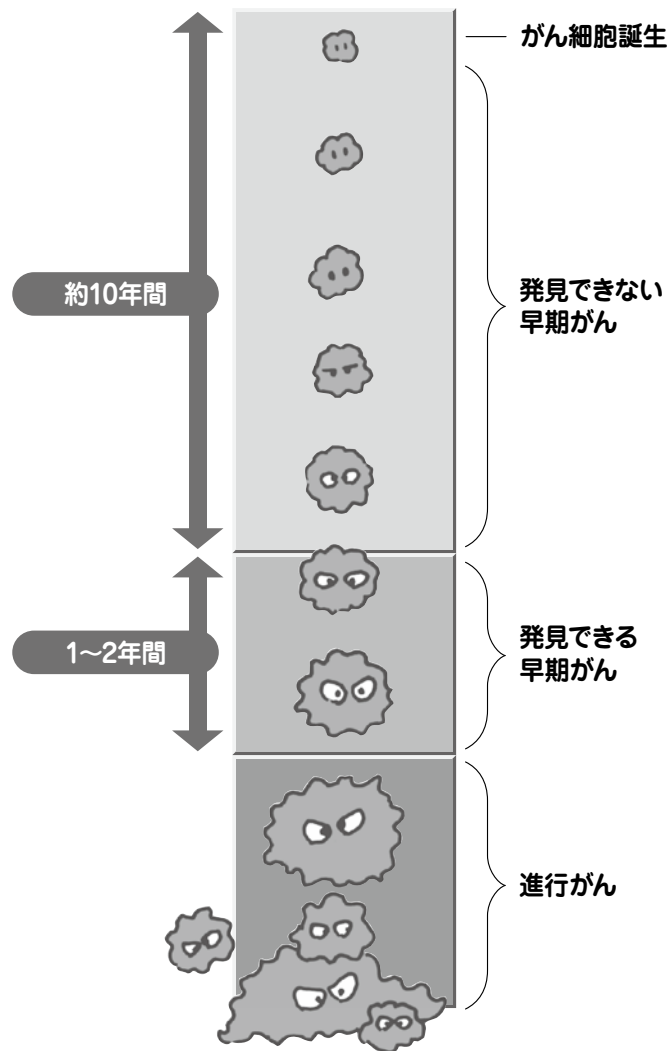 がん細胞誕生
約10年間
発見できない
早期がん
1〜2年間
発見できる
早期がん
進行がん